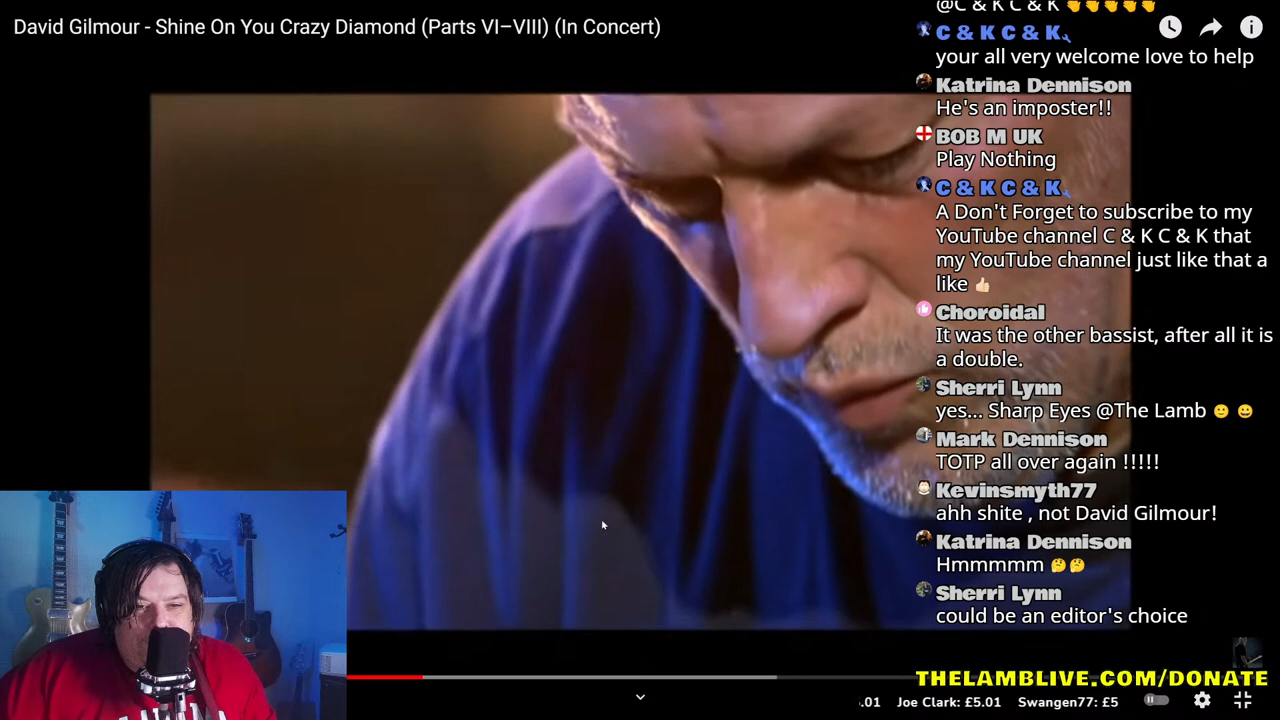 David Gilmour - Shine On You Crazy Diamond (Parts VI–VIII) (In Concert)
@C & K C & K 👏👏👏👏👏
C & K C & K
your all very welcome love to help
Katrina Dennison
He's an imposter!!
BOB M UK
Play Nothing
C & K C & K
A Don't Forget to subscribe to my
YouTube channel C & K C & K that
my YouTube channel just like that a
like 👍🏻
Choroidal
It was the other bassist, after all it is
a double.
Sherri Lynn
yes... Sharp Eyes @The Lamb 🙂 😀
Mark Dennison
TOTP all over again !!!!!
Kevinsmyth77
ahh shite , not David Gilmour!
Katrina Dennison
Hmmmmm 🤔🤔
Sherri Lynn
could be an editor's choice
THELAMBLIVE.COM/DONATE
.01 Joe Clark: £5.01 Swangen77: £5